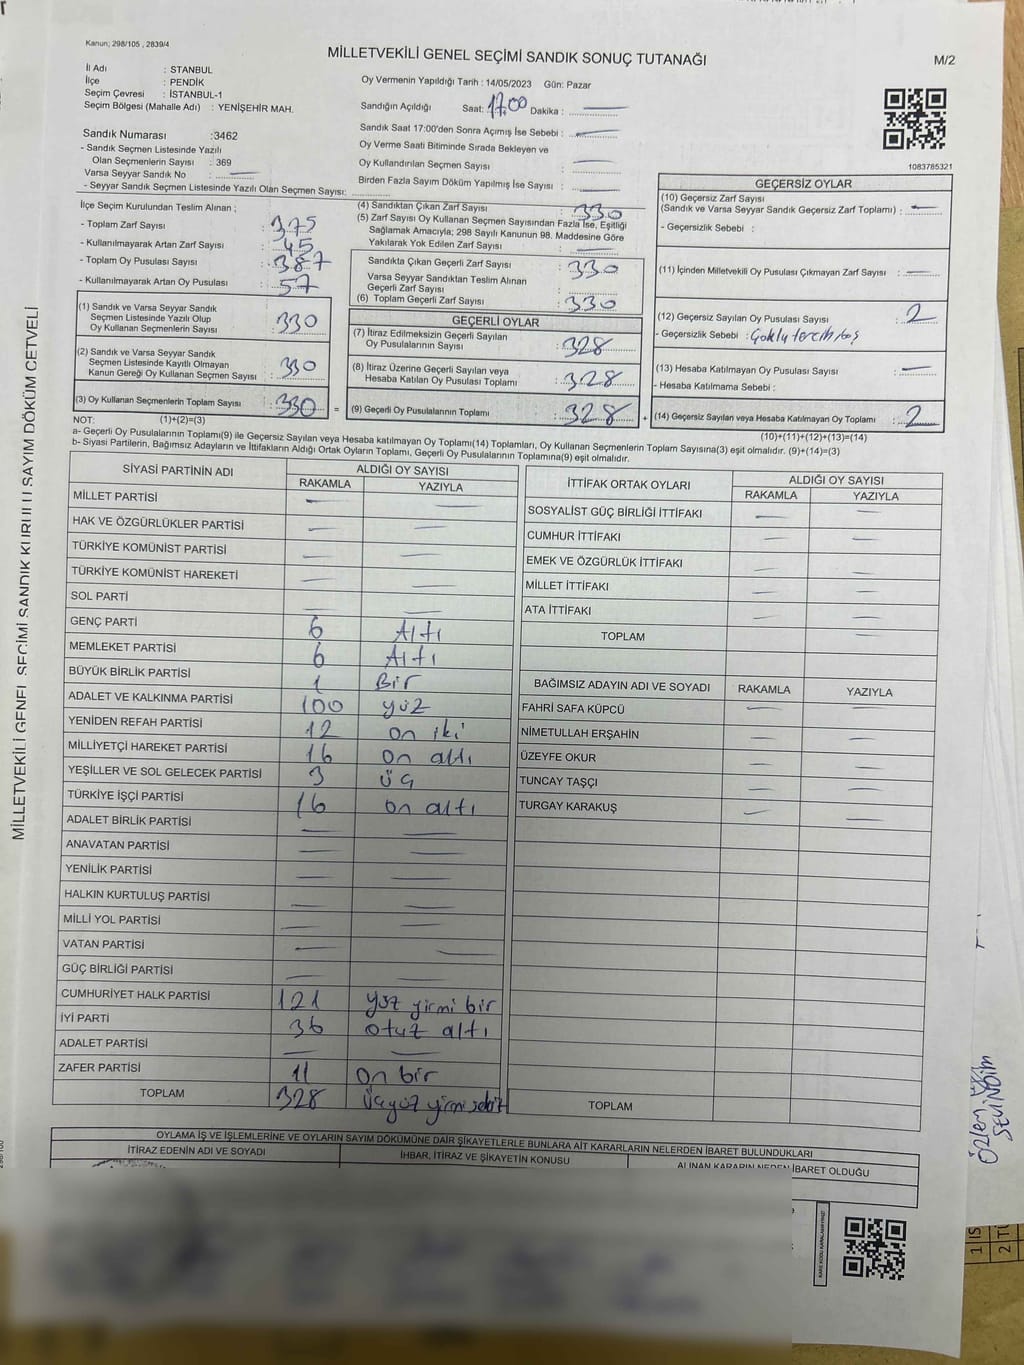 Kanun; 298/105 , 2839/4
MİLLETVEKİLİ GENEL SEÇİMİ SANDIK SONUÇ TUTANAĞI
M/2
İl Adı : STANBUL
İlçe : PENDİK
Seçim Çevresi : İSTANBUL-1
Seçim Bölgesi (Mahalle Adı) : YENİŞEHİR MAH.
Sandık Numarası :3462
- Sandık Seçmen Listesinde Yazılı
Olan Seçmenlerin Sayısı : 369
Varsa Seyyar Sandık No : —
- Seyyar Sandık Seçmen Listesinde Yazılı Olan Seçmen Sayısı:
Oy Vermenin Yapıldığı Tarih : 14/05/2023 Gün: Pazar
Sandığın Açıldığı Saat: 17.00 Dakika : —
Sandık Saat 17:00'den Sonra Açımış İse Sebebi : —
Oy Verme Saati Bitiminde Sırada Bekleyen ve
Oy Kullandırılan Seçmen Sayısı : —
Birden Fazla Sayım Döküm Yapılmış İse Sayısı : —
1083785321
İlçe Seçim Kurulundan Teslim Alınan ;
- Toplam Zarf Sayısı : 375
- Kullanılmayarak Artan Zarf Sayısı : 45
- Toplam Oy Pusulası Sayısı : 387
- Kullanılmayarak Artan Oy Pusulası : 57
(1) Sandık ve Varsa Seyyar Sandık
Seçmen Listesinde Yazılı Olup
Oy Kullanan Seçmenlerin Sayısı : 330
(2) Sandık ve Varsa Seyyar Sandık
Seçmen Listesinde Kayıtlı Olmayan
Kanun Gereği Oy Kullanan Seçmen Sayısı : 330
(3) Oy Kullanan Seçmenlerin Toplam Sayısı : 330 =
(4) Sandıktan Çıkan Zarf Sayısı : 330
(5) Zarf Sayısı Oy Kullanan Seçmen Sayısından Fazla İse, Eşitliği
Sağlamak Amacıyla; 298 Sayılı Kanunun 98. Maddesine Göre
Yakılarak Yok Edilen Zarf Sayısı : —
Sandıkta Çıkan Geçerli Zarf Sayısı : 330
Varsa Seyyar Sandıktan Teslim Alınan
Geçerli Zarf Sayısı :
(6) Toplam Geçerli Zarf Sayısı : 330
GEÇERLİ OYLAR
(7) İtiraz Edilmeksizin Geçerli Sayılan
Oy Pusulalarının Sayısı : 328
(8) İtiraz Üzerine Geçerli Sayılan veya
Hesaba Katılan Oy Pusulası Toplamı : 328
(9) Geçerli Oy Pusulalarının Toplamı : 328 +
GEÇERSİZ OYLAR
(10) Geçersiz Zarf Sayısı
(Sandık ve Varsa Seyyar Sandık Geçersiz Zarf Toplamı) : —
- Geçersizlik Sebebi :
(11) İçinden Milletvekili Oy Pusulası Çıkmayan Zarf Sayısı : —
(12) Geçersiz Sayılan Oy Pusulası Sayısı : 2
- Geçersizlik Sebebi : Çoklu tercih
(13) Hesaba Katılmayan Oy Pusulası Sayısı : —
- Hesaba Katılmama Sebebi :
(14) Geçersiz Sayılan veya Hesaba Katılmayan Oy Toplamı : 2
NOT: (1)+(2)=(3)
(10)+(11)+(12)+(13)=(14)
a- Geçerli Oy Pusulalarının Toplamı(9) ile Geçersiz Sayılan veya Hesaba katılmayan Oy Toplamı(14) Toplamları, Oy Kullanan Seçmenlerin Toplam Sayısına(3) eşit olmalıdır. (9)+(14)=(3)
b- Siyasi Partilerin, Bağımsız Adayların ve İttifakların Aldığı Ortak Oyların Toplamı, Geçerli Oy Pusulalarının Toplamına(9) eşit olmalıdır.
SİYASİ PARTİNİN ADI ALDIĞI OY SAYISI
RAKAMLA YAZIYLA
MİLLET PARTİSİ — —
HAK VE ÖZGÜRLÜKLER PARTİSİ — —
TÜRKİYE KOMÜNİST PARTİSİ — —
TÜRKİYE KOMÜNİST HAREKETİ — —
SOL PARTİ — —
GENÇ PARTİ 6 Altı
MEMLEKET PARTİSİ 6 Altı
BÜYÜK BİRLİK PARTİSİ 1 Bir
ADALET VE KALKINMA PARTİSİ 100 yüz
YENİDEN REFAH PARTİSİ 12 on iki
MİLLİYETÇİ HAREKET PARTİSİ 16 on altı
YEŞİLLER VE SOL GELECEK PARTİSİ 3 üç
TÜRKİYE İŞÇİ PARTİSİ 16 on altı
ADALET BİRLİK PARTİSİ — —
ANAVATAN PARTİSİ — —
YENİLİK PARTİSİ — —
HALKIN KURTULUŞ PARTİSİ — —
MİLLİ YOL PARTİSİ — —
VATAN PARTİSİ — —
GÜÇ BİRLİĞİ PARTİSİ — —
CUMHURİYET HALK PARTİSİ 121 yüz yirmi bir
İYİ PARTİ 36 otuz altı
ADALET PARTİSİ — —
ZAFER PARTİSİ 11 on bir
TOPLAM 328 Üçyüz yirmi sekiz
İTTİFAK ORTAK OYLARI ALDIĞI OY SAYISI
RAKAMLA YAZIYLA
SOSYALİST GÜÇ BİRLİĞİ İTTİFAKI — —
CUMHUR İTTİFAKI — —
EMEK VE ÖZGÜRLÜK İTTİFAKI — —
MİLLET İTTİFAKI — —
ATA İTTİFAKI — —
TOPLAM —
BAĞIMSIZ ADAYIN ADI VE SOYADI RAKAMLA YAZIYLA
FAHRİ SAFA KÜPCÜ — —
NİMETULLAH ERŞAHİN — —
ÜZEYFE OKUR — —
TUNCAY TAŞÇI — —
TURGAY KARAKUŞ — —
TOPLAM
OYLAMA İŞ VE İŞLEMLERİNE VE OYLARIN SAYIM DÖKÜMÜNE DAİR ŞİKAYETLERLE BUNLARA AİT KARARLARIN NELERDEN İBARET BULUNDUKLARI
İTİRAZ EDENİN ADI VE SOYADI İHBAR, İTİRAZ VE ŞİKAYETİN KONUSU ALINAN KARARIN NEDEN İBARET OLDUĞU
MİLLETVEKİLİ GENEL SEÇİMİ SANDIK KURULU SAYIM DÖKÜM CETVELİ
Özlem
SEVİNDİM
1 İS
2 TÜ